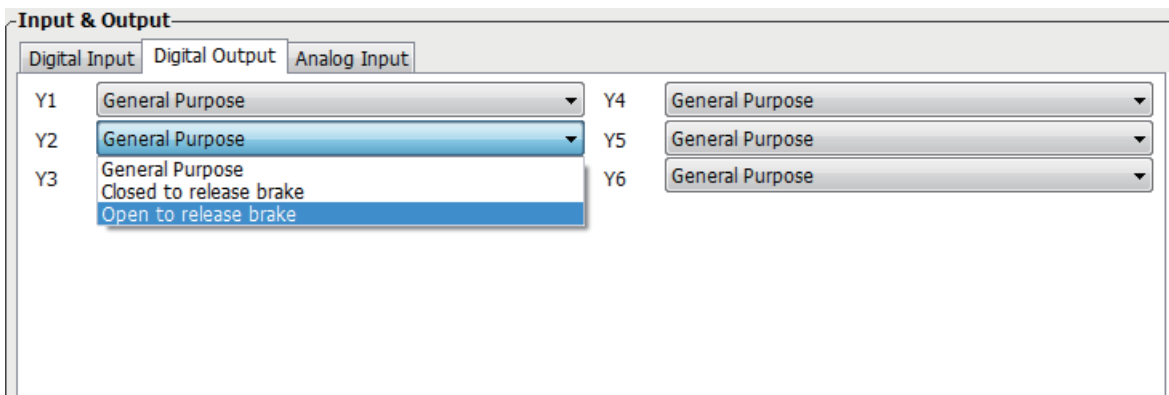 Input & Output
Digital Input Digital Output Analog Input
Y1 General Purpose Y4 General Purpose
Y2 General Purpose Y5 General Purpose
General Purpose
Y3 Closed to release brake Y6 General Purpose
Open to release brake